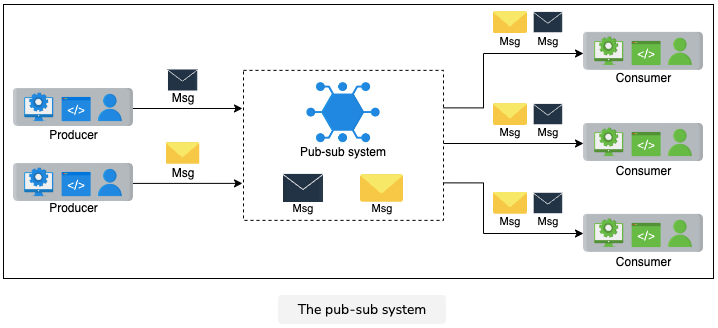 Msg
Producer
Msg
Producer
Pub-sub system
Msg
Msg
Msg
Msg
Consumer
Msg
Msg
Consumer
Msg
Msg
Consumer
</>
</>
</>
</>
</>
The pub-sub system